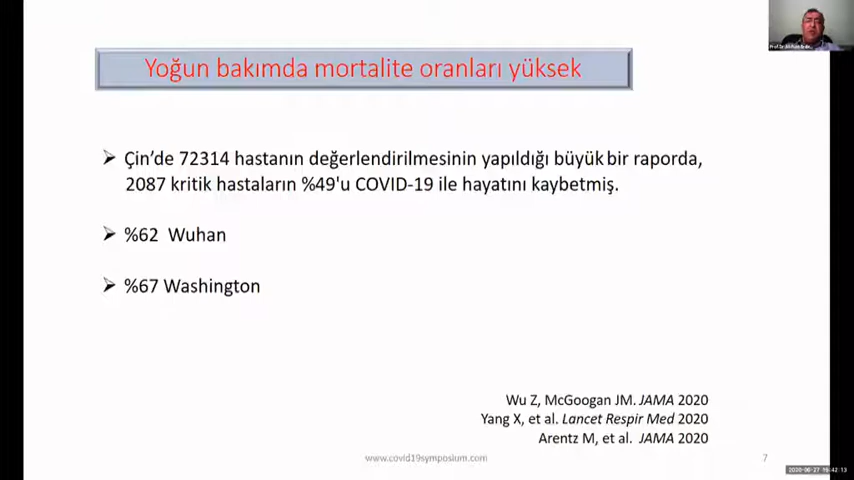 Yoğun bakımda mortalite oranları yüksek
➢ Çin’de 72314 hastanın değerlendirilmesinin yapıldığı büyük bir raporda,
2087 kritik hastaların %49'u COVID-19 ile hayatını kaybetmiş.
➢ %62 Wuhan
➢ %67 Washington
Wu Z, McGoogan JM. JAMA 2020
Yang X, et al. Lancet Respir Med 2020
Arentz M, et al. JAMA 2020
www.covid19symposium.com
7